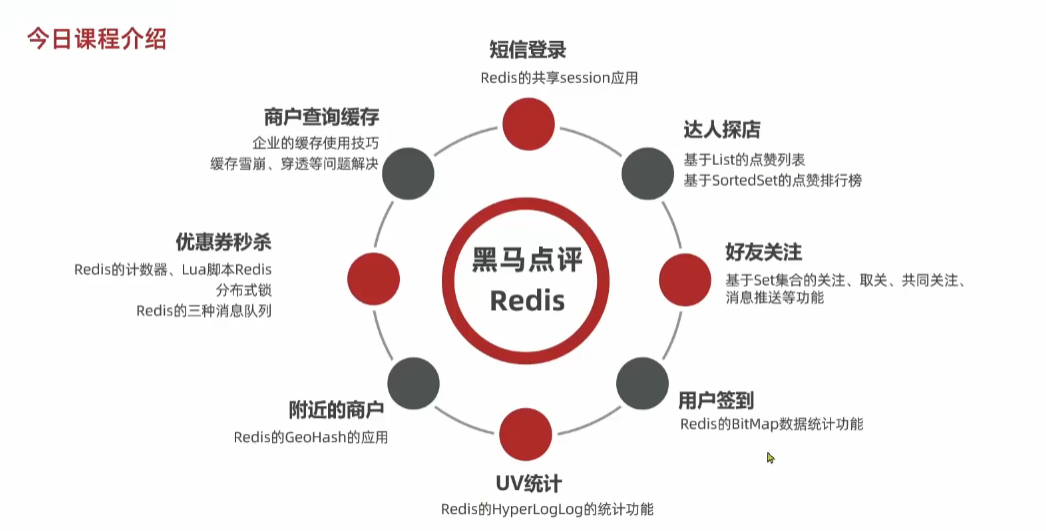 今日课程介绍
短信登录
Redis的共享session应用
商户查询缓存
企业的缓存使用技巧
缓存雪崩、穿透等问题解决
达人探店
基于List的点赞列表
基于SortedSet的点赞排行榜
优惠券秒杀
Redis的计数器、Lua脚本Redis
分布式锁
Redis的三种消息队列
黑马点评
Redis
好友关注
基于Set集合的关注、取关、共同关注、
消息推送等功能
附近的商户
Redis的GeoHash的应用
用户签到
Redis的BitMap数据统计功能
UV统计
Redis的HyperLogLog的统计功能